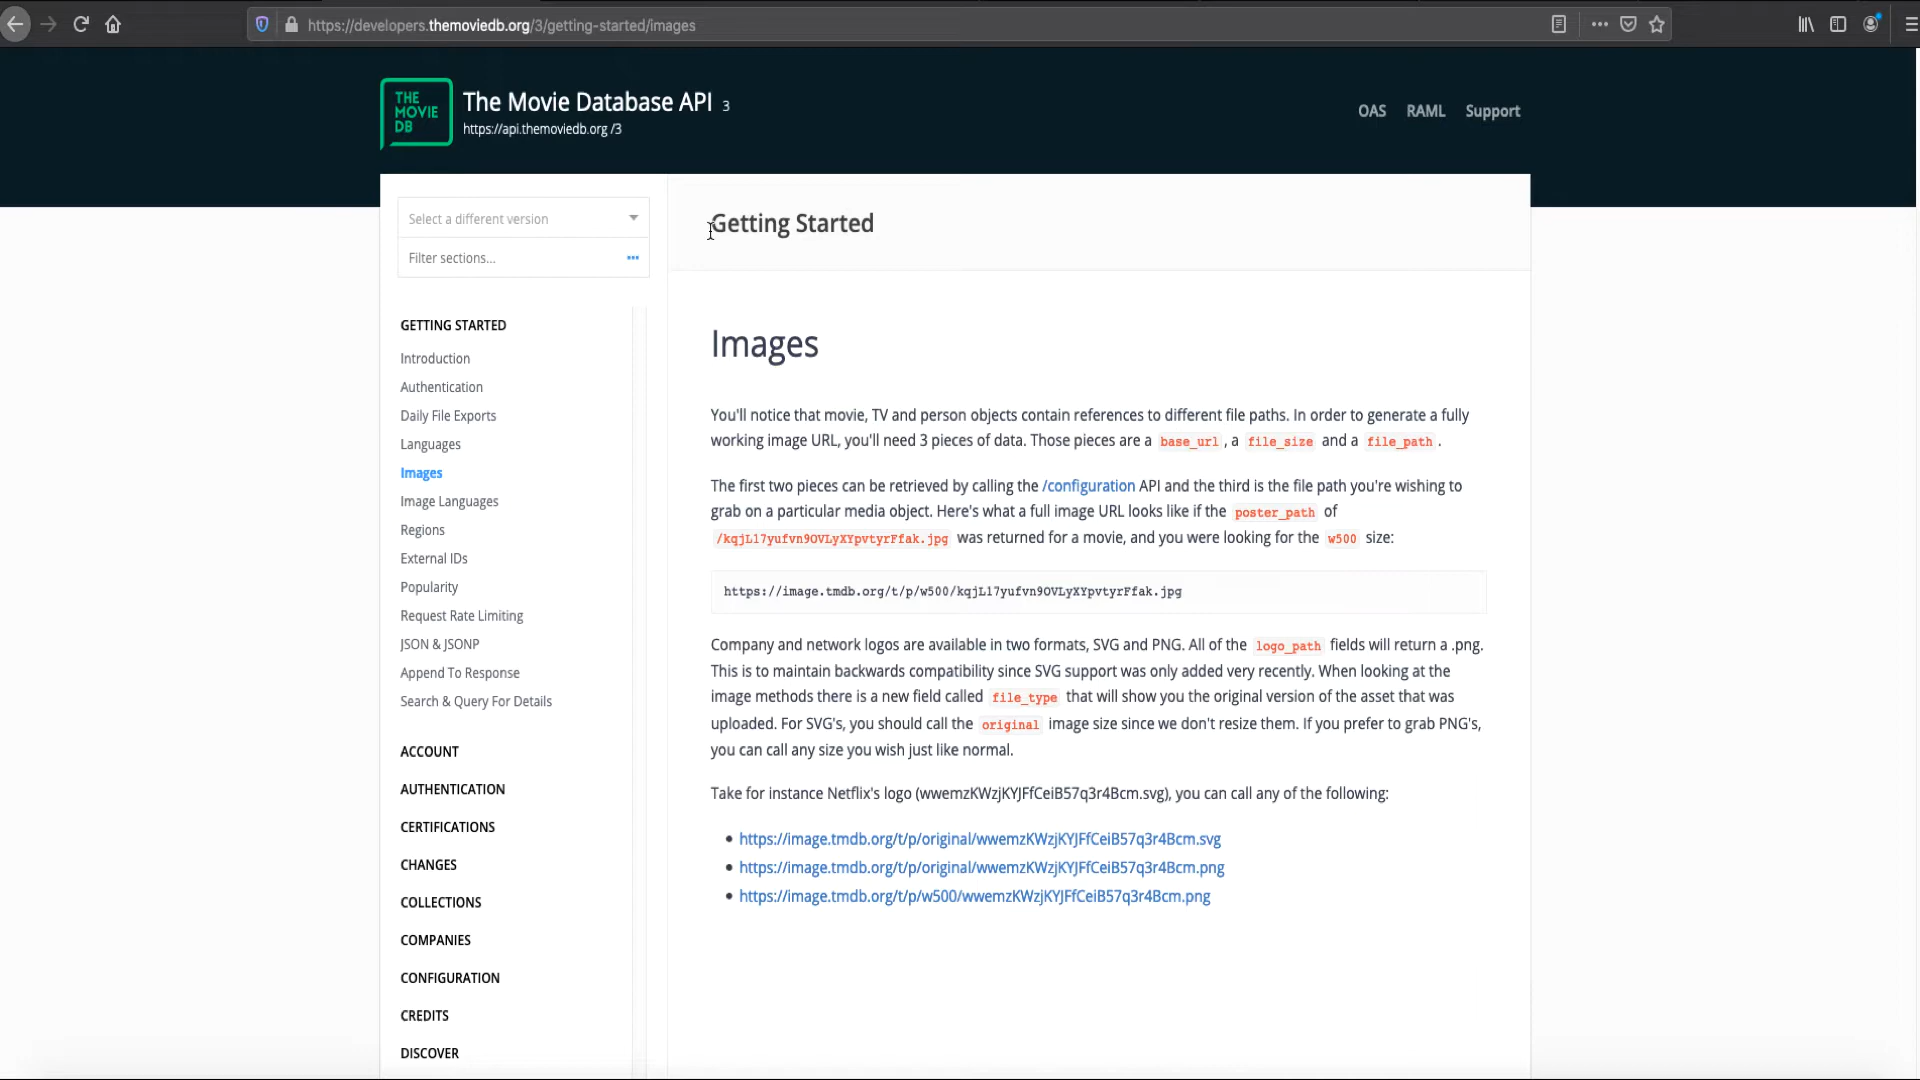 https://developers.themoviedb.org/3/getting-started/images
THE
MOVIE
DB
The Movie Database API 3
https://api.themoviedb.org /3
OAS RAML Support
Select a different version
Filter sections...
GETTING STARTED
Introduction
Authentication
Daily File Exports
Languages
Images
Image Languages
Regions
External IDs
Popularity
Request Rate Limiting
JSON & JSONP
Append To Response
Search & Query For Details
ACCOUNT
AUTHENTICATION
CERTIFICATIONS
CHANGES
COLLECTIONS
COMPANIES
CONFIGURATION
CREDITS
DISCOVER
Getting Started
Images
You'll notice that movie, TV and person objects contain references to different file paths. In order to generate a fully
working image URL, you'll need 3 pieces of data. Those pieces are a base_url, a file_size and a file_path.
The first two pieces can be retrieved by calling the /configuration API and the third is the file path you're wishing to
grab on a particular media object. Here's what a full image URL looks like if the poster_path of
/kqjL17yufvn9OVLyXYpvtyrFfak.jpg was returned for a movie, and you were looking for the w500 size:
https://image.tmdb.org/t/p/w500/kqjL17yufvn9OVLyXYpvtyrFfak.jpg
Company and network logos are available in two formats, SVG and PNG. All of the logo_path fields will return a .png.
This is to maintain backwards compatibility since SVG support was only added very recently. When looking at the
image methods there is a new field called file_type that will show you the original version of the asset that was
uploaded. For SVG's, you should call the original image size since we don't resize them. If you prefer to grab PNG's,
you can call any size you wish just like normal.
Take for instance Netflix's logo (wwemzKWzjKYJFfCeiB57q3r4Bcm.svg), you can call any of the following:
• https://image.tmdb.org/t/p/original/wwemzKWzjKYJFfCeiB57q3r4Bcm.svg
• https://image.tmdb.org/t/p/original/wwemzKWzjKYJFfCeiB57q3r4Bcm.png
• https://image.tmdb.org/t/p/w500/wwemzKWzjKYJFfCeiB57q3r4Bcm.png